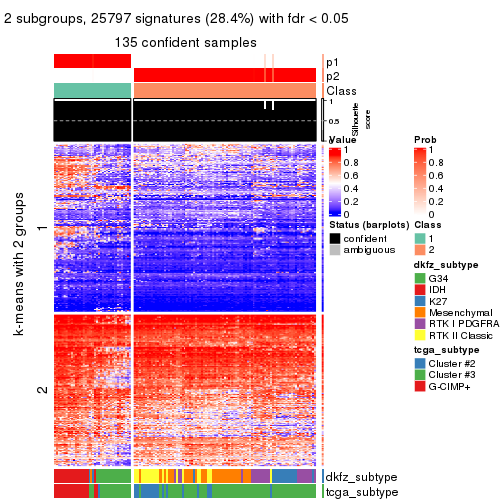 2 subgroups, 25797 signatures (28.4%) with fdr < 0.05
135 confident samples
p1
p2
Class
1
0.5
0
Silhouette
score
k-means with 2 groups
1
2
Value
1
0.8
0.6
0.4
0.2
0
Prob
1
0.8
0.6
0.4
0.2
0
Status (barplots)
confident
ambiguous
Class
1
2
dkfz_subtype
G34
IDH
K27
Mesenchymal
RTK I PDGFRA
RTK II Classic
tcga_subtype
Cluster #2
Cluster #3
G-CIMP+
dkfz_subtype
tcga_subtype